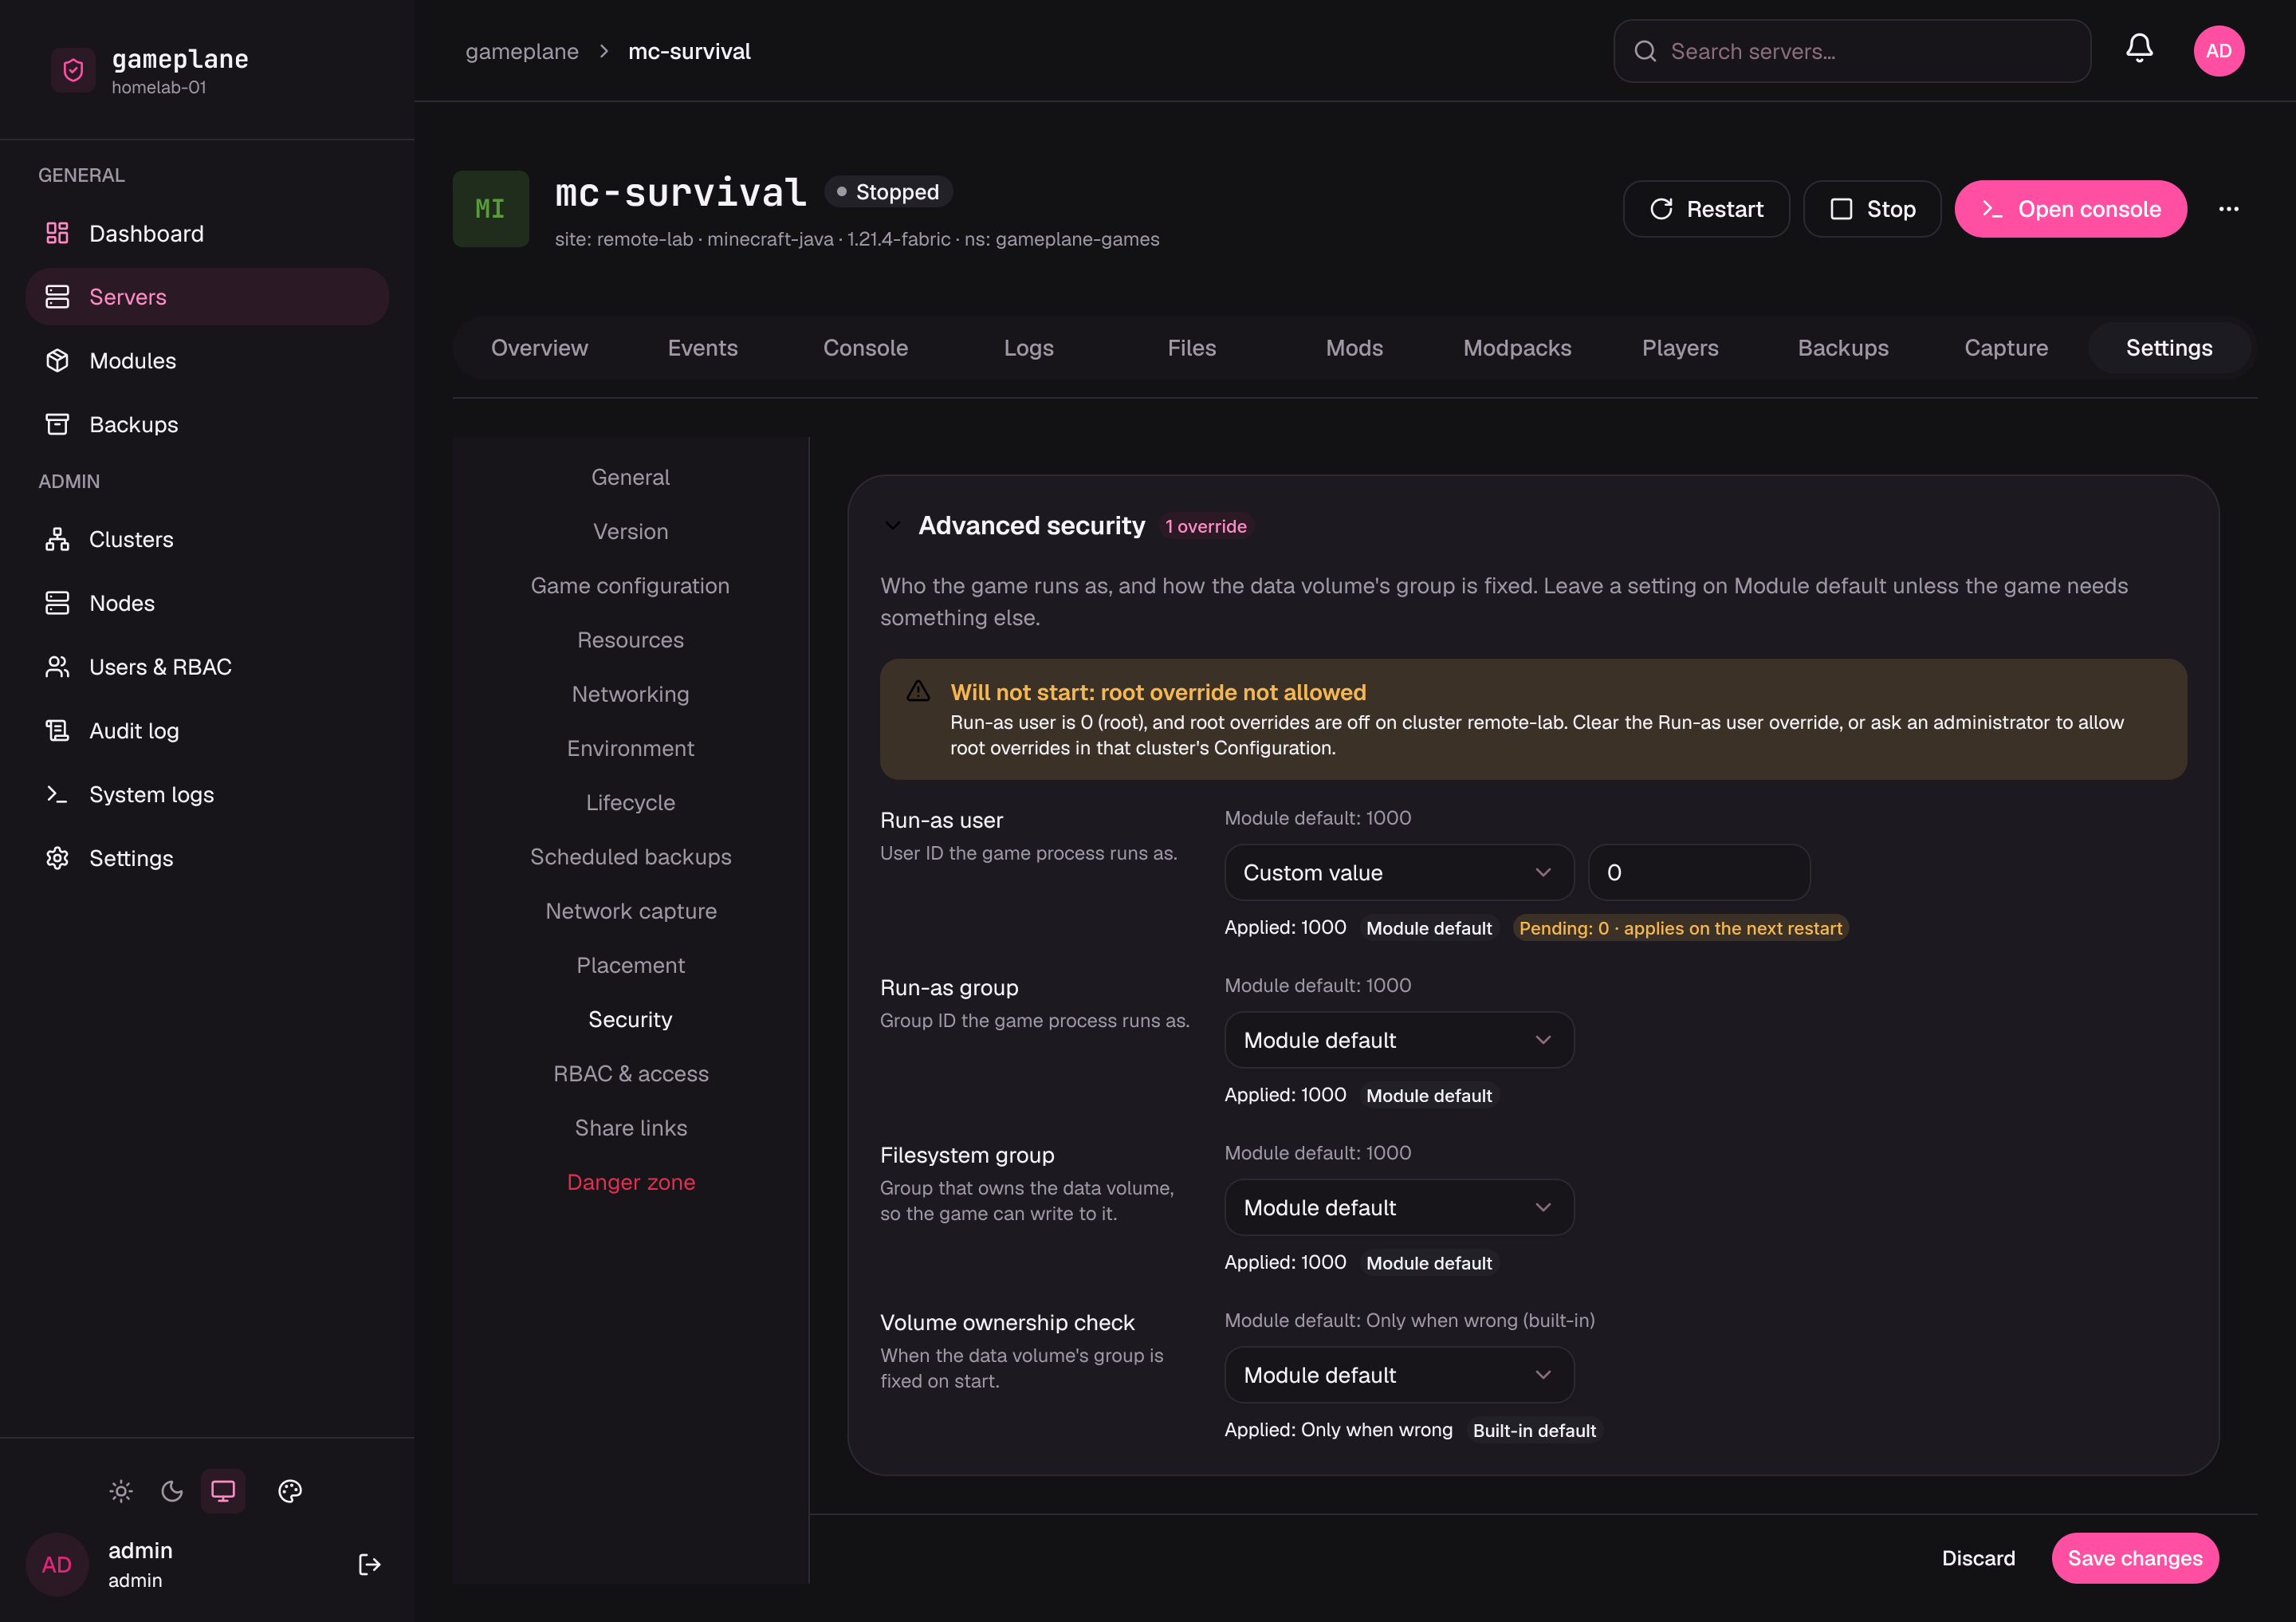 gameplane
homelab-01
GENERAL
Dashboard
Servers
Modules
Backups
ADMIN
Clusters
Nodes
Users & RBAC
Audit log
System logs
Settings
AD
admin
admin
gameplane > mc-survival
Search servers...
AD
MI
mc-survival
Stopped
site: remote-lab · minecraft-java · 1.21.4-fabric · ns: gameplane-games
Restart
Stop
Open console
Overview
Events
Console
Logs
Files
Mods
Modpacks
Players
Backups
Capture
Settings
General
Version
Game configuration
Resources
Networking
Environment
Lifecycle
Scheduled backups
Network capture
Placement
Security
RBAC & access
Share links
Danger zone
Advanced security
1 override
Who the game runs as, and how the data volume's group is fixed. Leave a setting on Module default unless the game needs
something else.
Will not start: root override not allowed
Run-as user is 0 (root), and root overrides are off on cluster remote-lab. Clear the Run-as user override, or ask an administrator to allow
root overrides in that cluster's Configuration.
Run-as user
User ID the game process runs as.
Module default: 1000
Custom value
0
Applied: 1000
Module default
Pending: 0 · applies on the next restart
Run-as group
Group ID the game process runs as.
Module default: 1000
Module default
Applied: 1000
Module default
Filesystem group
Group that owns the data volume,
so the game can write to it.
Module default: 1000
Module default
Applied: 1000
Module default
Volume ownership check
When the data volume's group is
fixed on start.
Module default: Only when wrong (built-in)
Module default
Applied: Only when wrong
Built-in default
Discard
Save changes